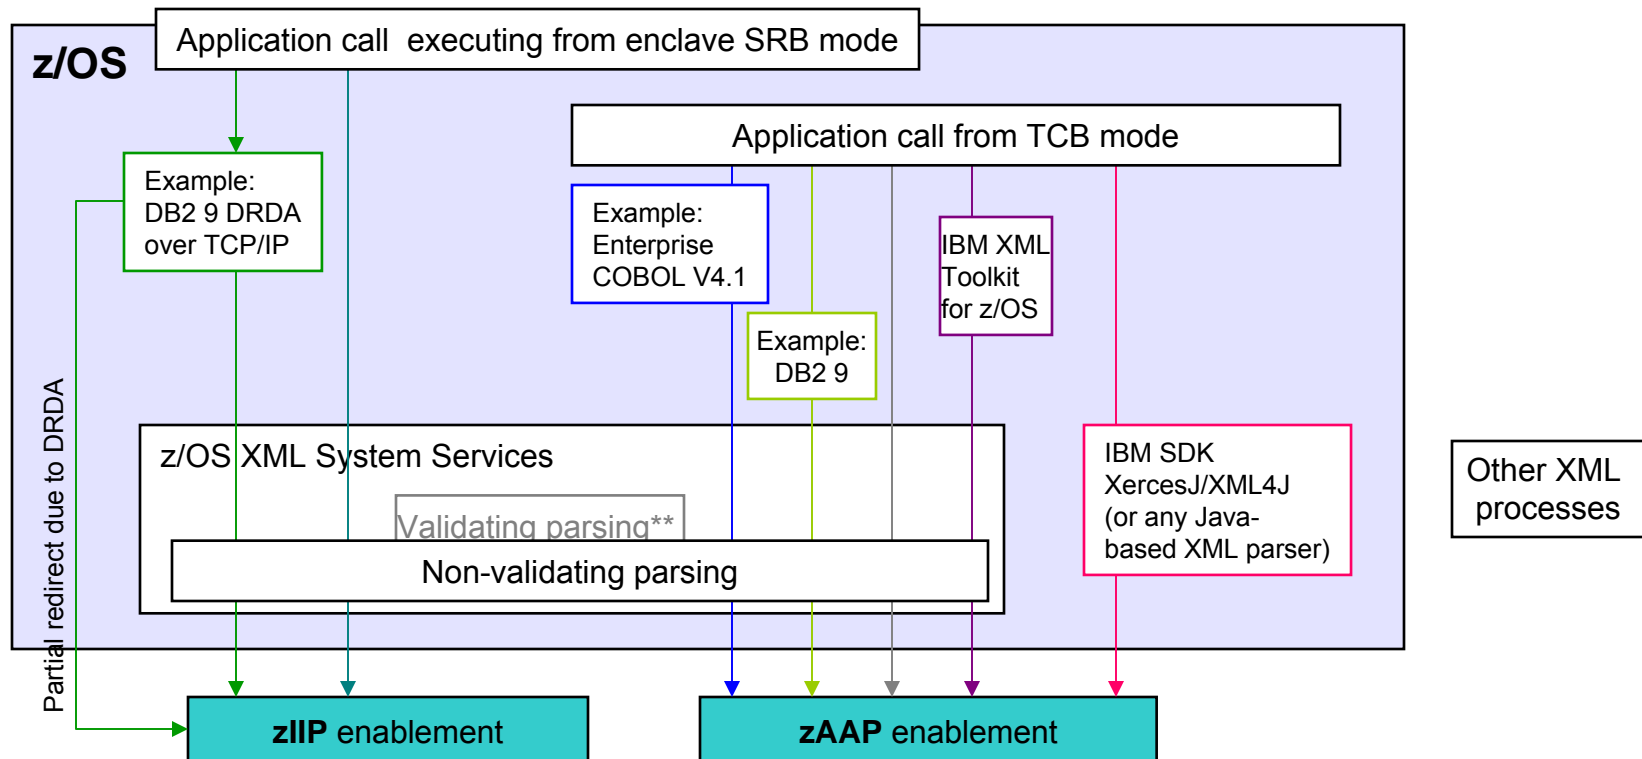 Application call executing from enclave SRB mode
z/OS
Application call from TCB mode
Example:
DB2 9 DRDA
over TCP/IP
Example:
Enterprise
COBOL V4.1
IBM XML
Toolkit
for z/OS
Example:
DB2 9
Partial redirect due to DRDA
z/OS XML System Services
Validating parsing**
Non-validating parsing
IBM SDK
XercesJ/XML4J
(or any Java-
based XML parser)
Other XML
processes
zIIP enablement
zAAP enablement